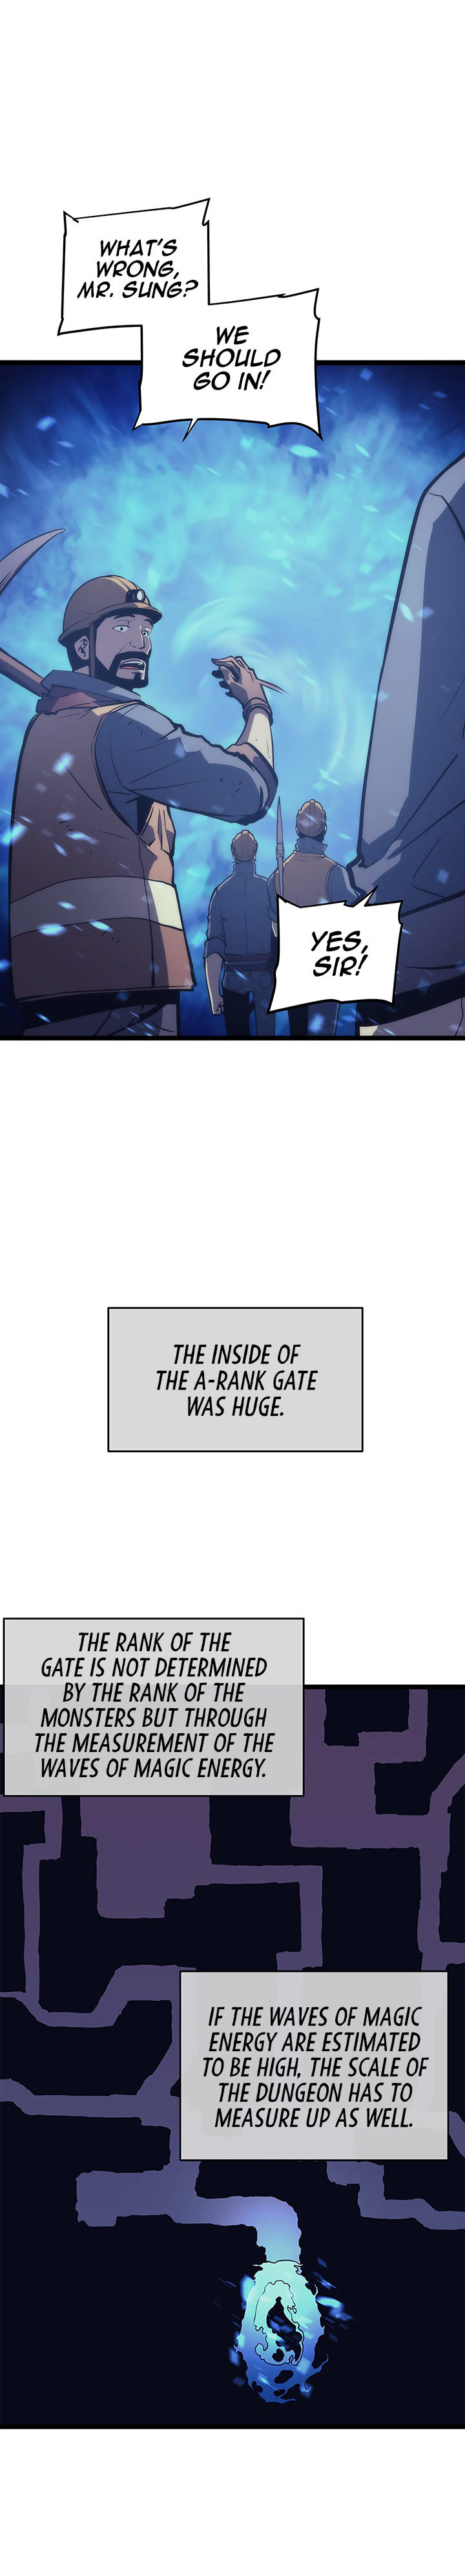 WHAT'S
WRONG,
MR. SUNG?
WE
SHOULD
GO IN!
YES,
SIR!
THE INSIDE OF
THE A-RANK GATE
WAS HUGE.
THE RANK OF THE
GATE IS NOT DETERMINED
BY THE RANK OF THE
MONSTERS BUT THROUGH
THE MEASUREMENT OF THE
WAVES OF MAGIC ENERGY.
IF THE WAVES OF MAGIC
ENERGY ARE ESTIMATED
TO BE HIGH, THE SCALE OF
THE DUNGEON HAS TO
MEASURE UP AS WELL.